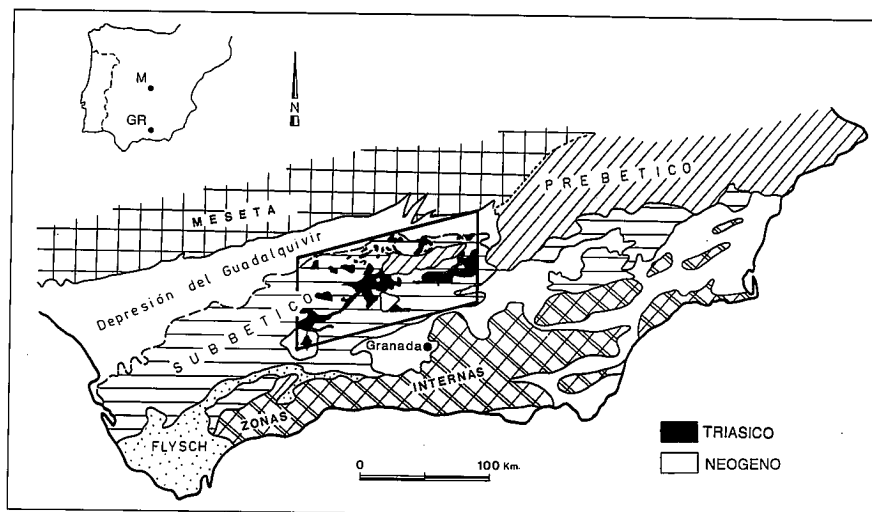 M
GR
N
PREBETICO
MESETA
Depresión del Guadalquivir
SUBBETICO
Granada
INTERNAS
ZONAS
FLYSCH
TRIASICO
NEOGENO
0 100 Km.